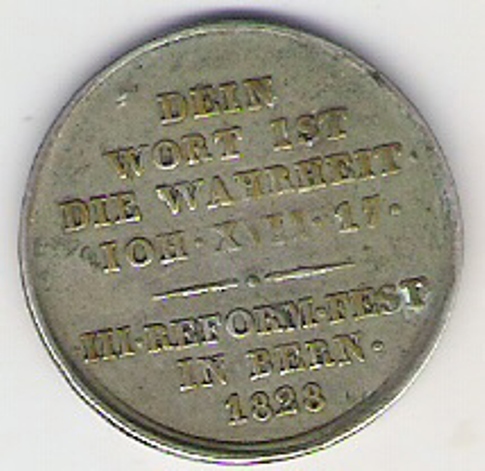 DEIN
WORT IST
DIE WAHRHEIT
IOH·XVII·17·
·III·REFORM·FEST
IN BERN·
1828